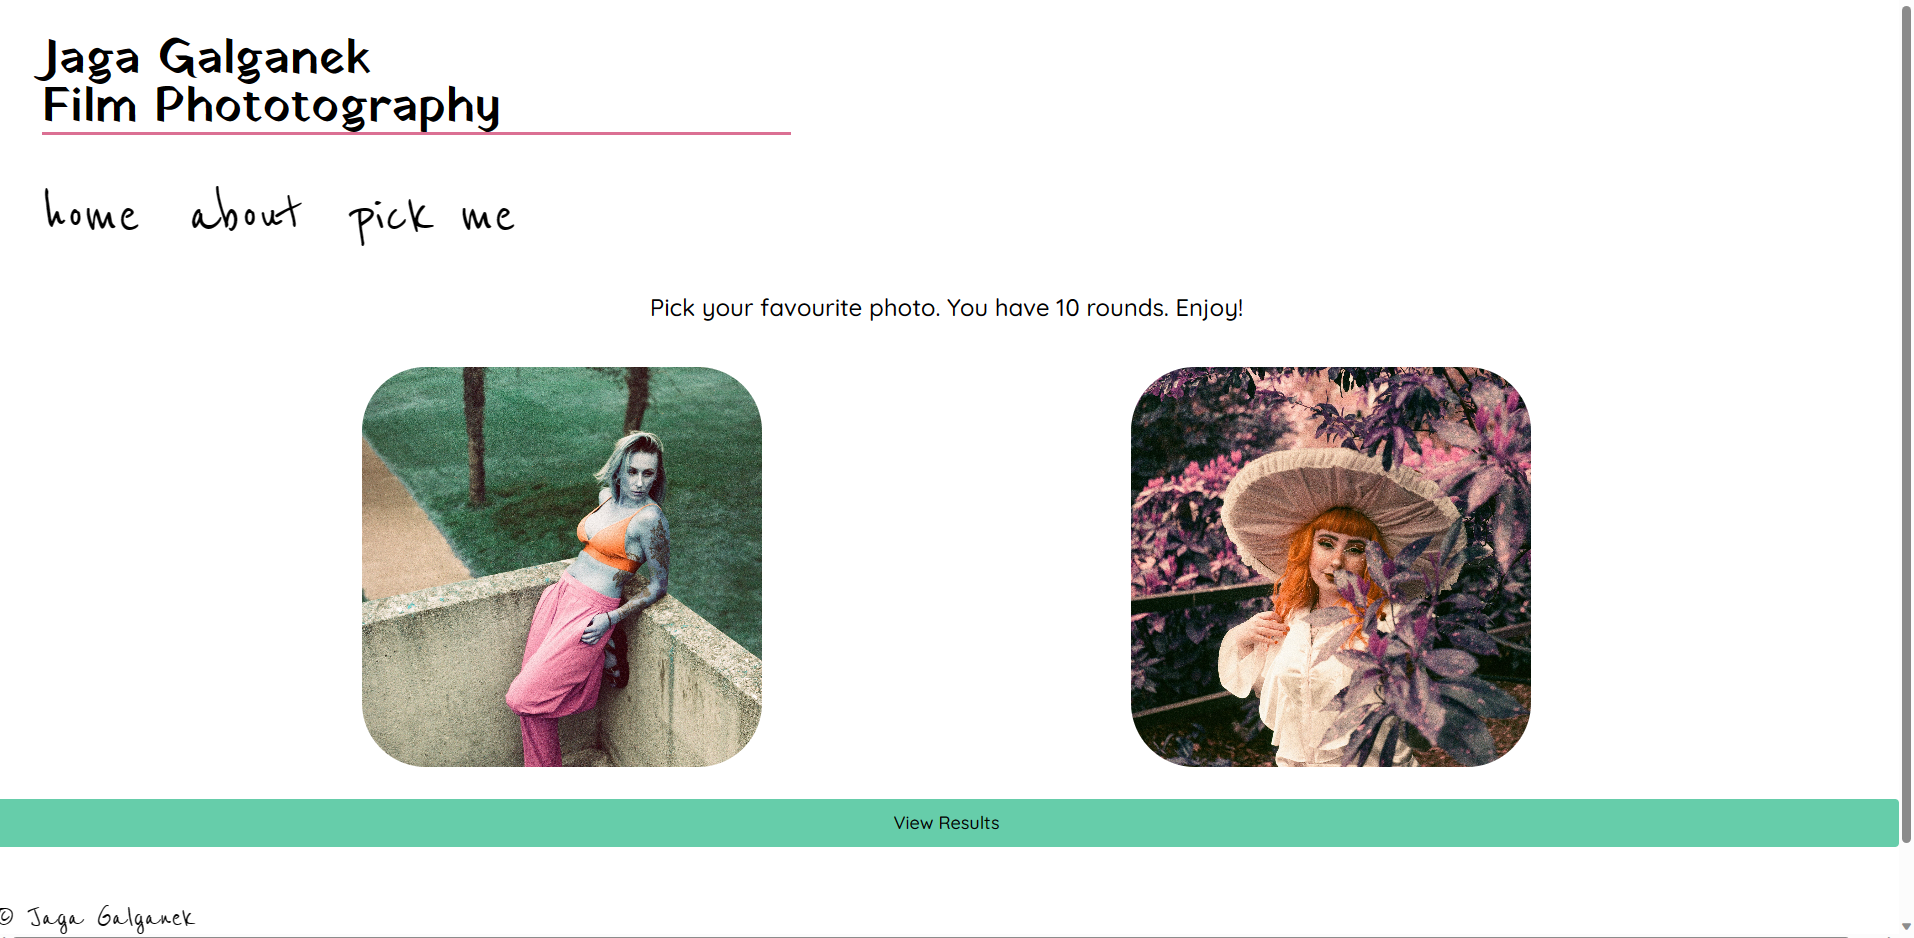 Jaga Galganek
Film Phototography
home about pick me
Pick your favourite photo. You have 10 rounds. Enjoy!
View Results
© Jaga Galganek